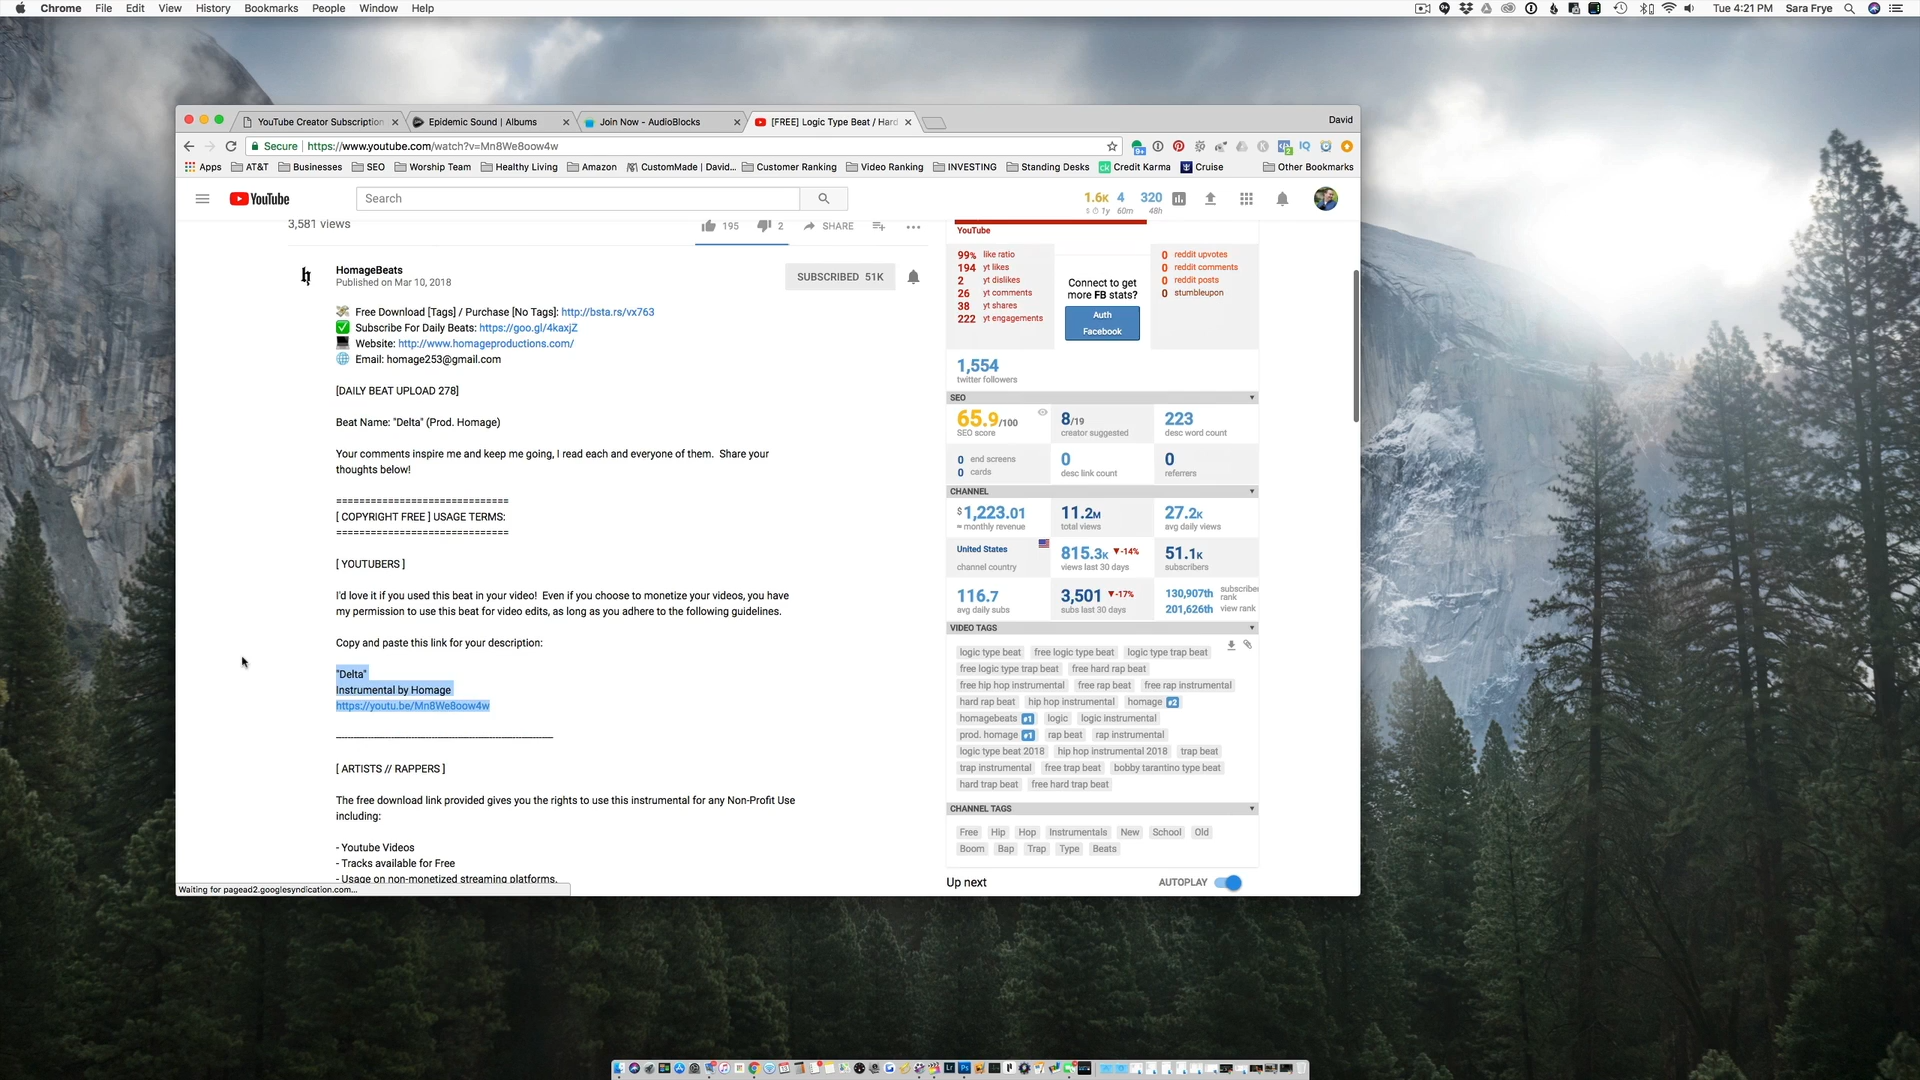 Chrome File Edit View History Bookmarks People Window Help
Tue 4:21 PM Sara Frye
YouTube Creator Subscription
Epidemic Sound | Albums
Join Now - AudioBlocks
[FREE] Logic Type Beat / Hard
David
Secure https://www.youtube.com/watch?v=Mn8We8oow4w
Apps AT&T Businesses SEO Worship Team Healthy Living Amazon CustomMade | David... Customer Ranking Video Ranking INVESTING Standing Desks Credit Karma Cruise Other Bookmarks
YouTube
Search
1.6K 4 320
1y 60m 48h
3,581 views
195 2 SHARE
HomageBeats
Published on Mar 10, 2018
SUBSCRIBED 51K
Free Download [Tags] / Purchase [No Tags]: http://bsta.rs/vx763
Subscribe For Daily Beats: https://goo.gl/4kaxjZ
Website: http://www.homageproductions.com/
Email: homage253@gmail.com
[DAILY BEAT UPLOAD 278]
Beat Name: "Delta" (Prod. Homage)
Your comments inspire me and keep me going, I read each and everyone of them. Share your
thoughts below!
==============================
[ COPYRIGHT FREE ] USAGE TERMS:
==============================
[ YOUTUBERS ]
I'd love it if you used this beat in your video! Even if you choose to monetize your videos, you have
my permission to use this beat for video edits, as long as you adhere to the following guidelines.
Copy and paste this link for your description:
"Delta"
Instrumental by Homage
https://youtu.be/Mn8We8oow4w
[ ARTISTS // RAPPERS ]
The free download link provided gives you the rights to use this instrumental for any Non-Profit Use
including:
- Youtube Videos
- Tracks available for Free
- Usage on non-monetized streaming platforms.
Waiting for pagead2.googlesyndication.com...
YouTube
99% like ratio
194 yt likes
2 yt dislikes
26 yt comments
38 yt shares
222 yt engagements
Connect to get
more FB stats?
Auth
Facebook
0 reddit upvotes
0 reddit comments
0 reddit posts
0 stumbleupon
1,554
twitter followers
SEO
65.9/100
SEO score
8/19
creator suggested
223
desc word count
0 end screens
0 cards
0
desc link count
0
referrers
CHANNEL
$1,223.01
≈ monthly revenue
11.2M
total views
27.2K
avg daily views
United States
channel country
815.3K ▼-14%
views last 30 days
51.1K
subscribers
116.7
avg daily subs
3,501 ▼-17%
subs last 30 days
130,907th subscriber
rank
201,626th view rank
VIDEO TAGS
logic type beat free logic type beat logic type trap beat
free logic type trap beat free hard rap beat
free hip hop instrumental free rap beat free rap instrumental
hard rap beat hip hop instrumental homage #2
homagebeats #1 logic logic instrumental
prod. homage #1 rap beat rap instrumental
logic type beat 2018 hip hop instrumental 2018 trap beat
trap instrumental free trap beat bobby tarantino type beat
hard trap beat free hard trap beat
CHANNEL TAGS
Free Hip Hop Instrumentals New School Old
Boom Bap Trap Type Beats
Up next AUTOPLAY